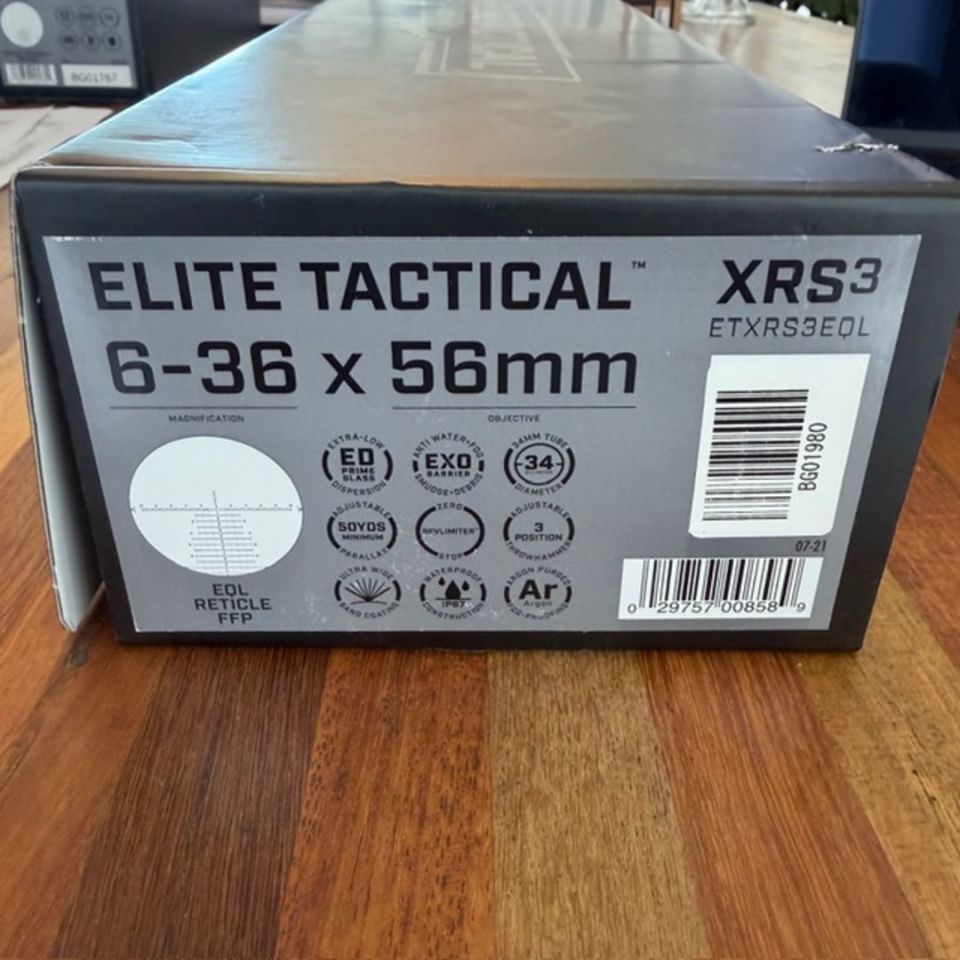 BG01767
ELITE TACTICAL™
XRS3
ETXRS3EQL
6-36 x 56mm
MAGNIFICATION
OBJECTIVE
EXTRA-LOW
ED
PRIME
GLASS
DISPERSION
ANTI WATER•FOG
EXO
BARRIER
SMUDGE•DEBRIS
34MM TUBE
34
DIAMETER
ADJUSTABLE
50YDS
MINIMUM
PARALLAX
ZERO
REVLIMITER™
STOP
ADJUSTABLE
3
POSITION
THROWHAMMER
ULTRA WIDE
BAND COATING
WATERPROOF
IP67
CONSTRUCTION
ARGON PURGED
Ar
Argon
FOG-PROOFING
EQL
RETICLE
FFP
BG01980
07-21
0 29757 00858 9